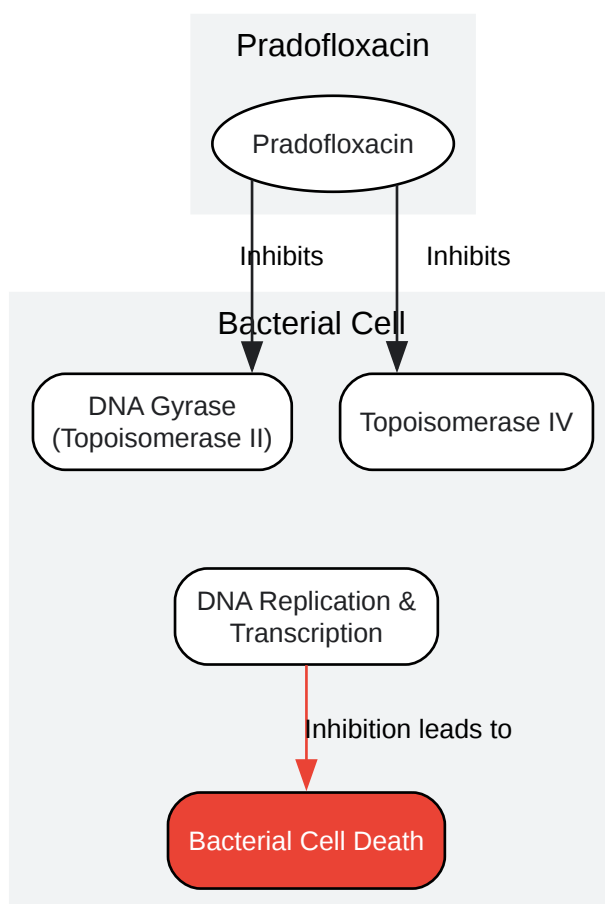 Pradofloxacin
Pradofloxacin
Inhibits
Inhibits
Bacterial Cell
DNA Gyrase
(Topoisomerase II)
Topoisomerase IV
DNA Replication &
Transcription
Inhibition leads to
Bacterial Cell Death